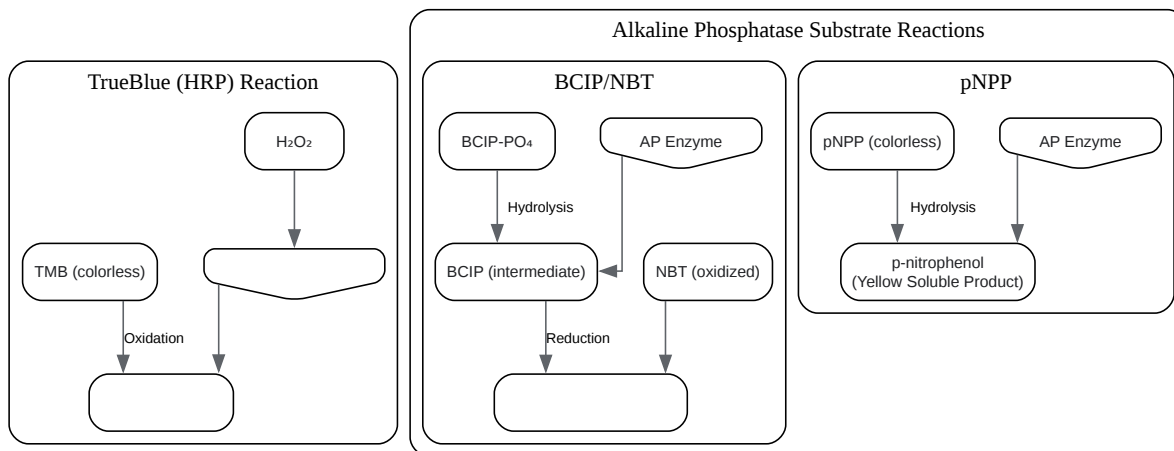 Alkaline Phosphatase Substrate Reactions
TrueBlue (HRP) Reaction
H₂O₂
TMB (colorless)
Oxidation
BCIP/NBT
BCIP-PO₄
AP Enzyme
Hydrolysis
BCIP (intermediate)
NBT (oxidized)
Reduction
pNPP
pNPP (colorless)
AP Enzyme
Hydrolysis
p-nitrophenol
(Yellow Soluble Product)